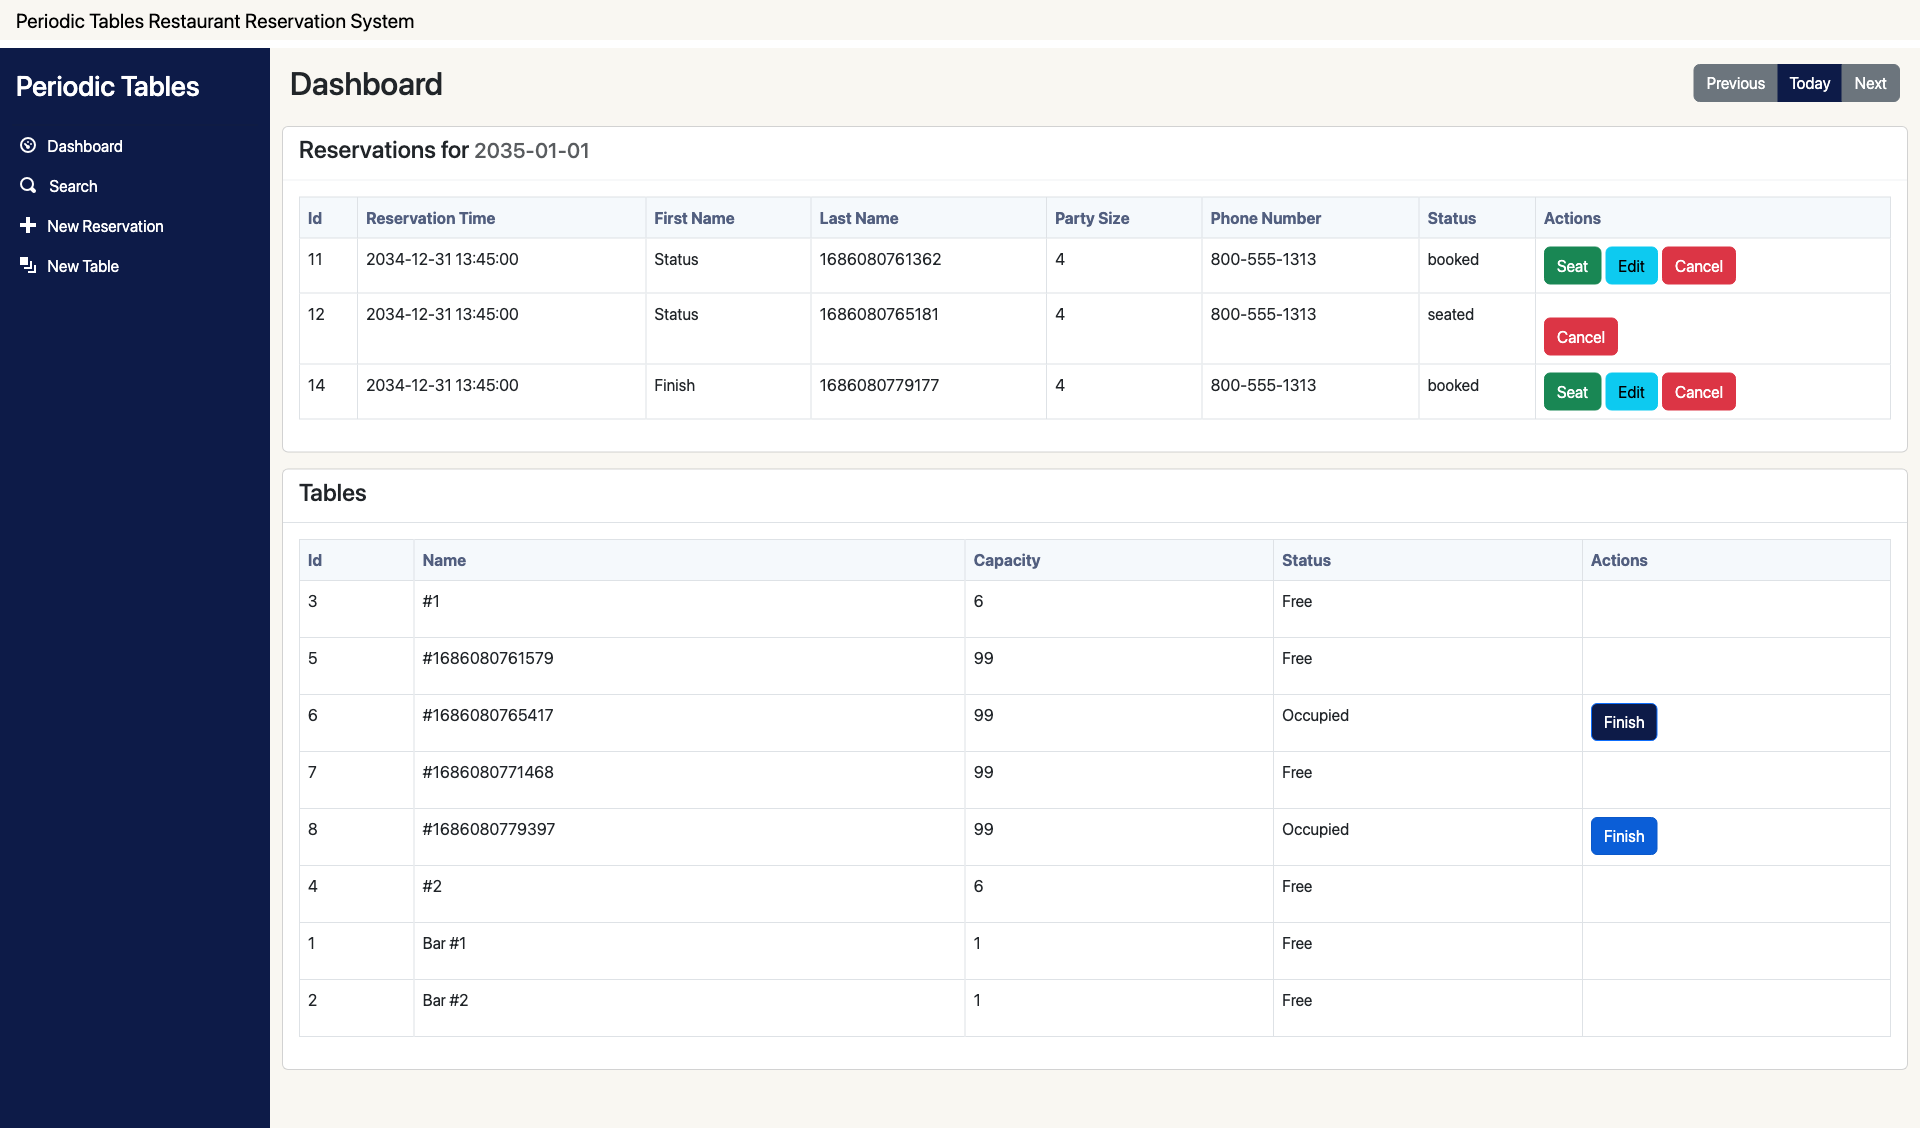 Periodic Tables Restaurant Reservation System
Periodic Tables
Dashboard
Search
New Reservation
New Table
Dashboard
Previous Today Next
Reservations for 2035-01-01
Id Reservation Time First Name Last Name Party Size Phone Number Status Actions
11 2034-12-31 13:45:00 Status 1686080761362 4 800-555-1313 booked Seat Edit Cancel
12 2034-12-31 13:45:00 Status 1686080765181 4 800-555-1313 seated Cancel
14 2034-12-31 13:45:00 Finish 1686080779177 4 800-555-1313 booked Seat Edit Cancel
Tables
Id Name Capacity Status Actions
3 #1 6 Free
5 #1686080761579 99 Free
6 #1686080765417 99 Occupied Finish
7 #1686080771468 99 Free
8 #1686080779397 99 Occupied Finish
4 #2 6 Free
1 Bar #1 1 Free
2 Bar #2 1 Free